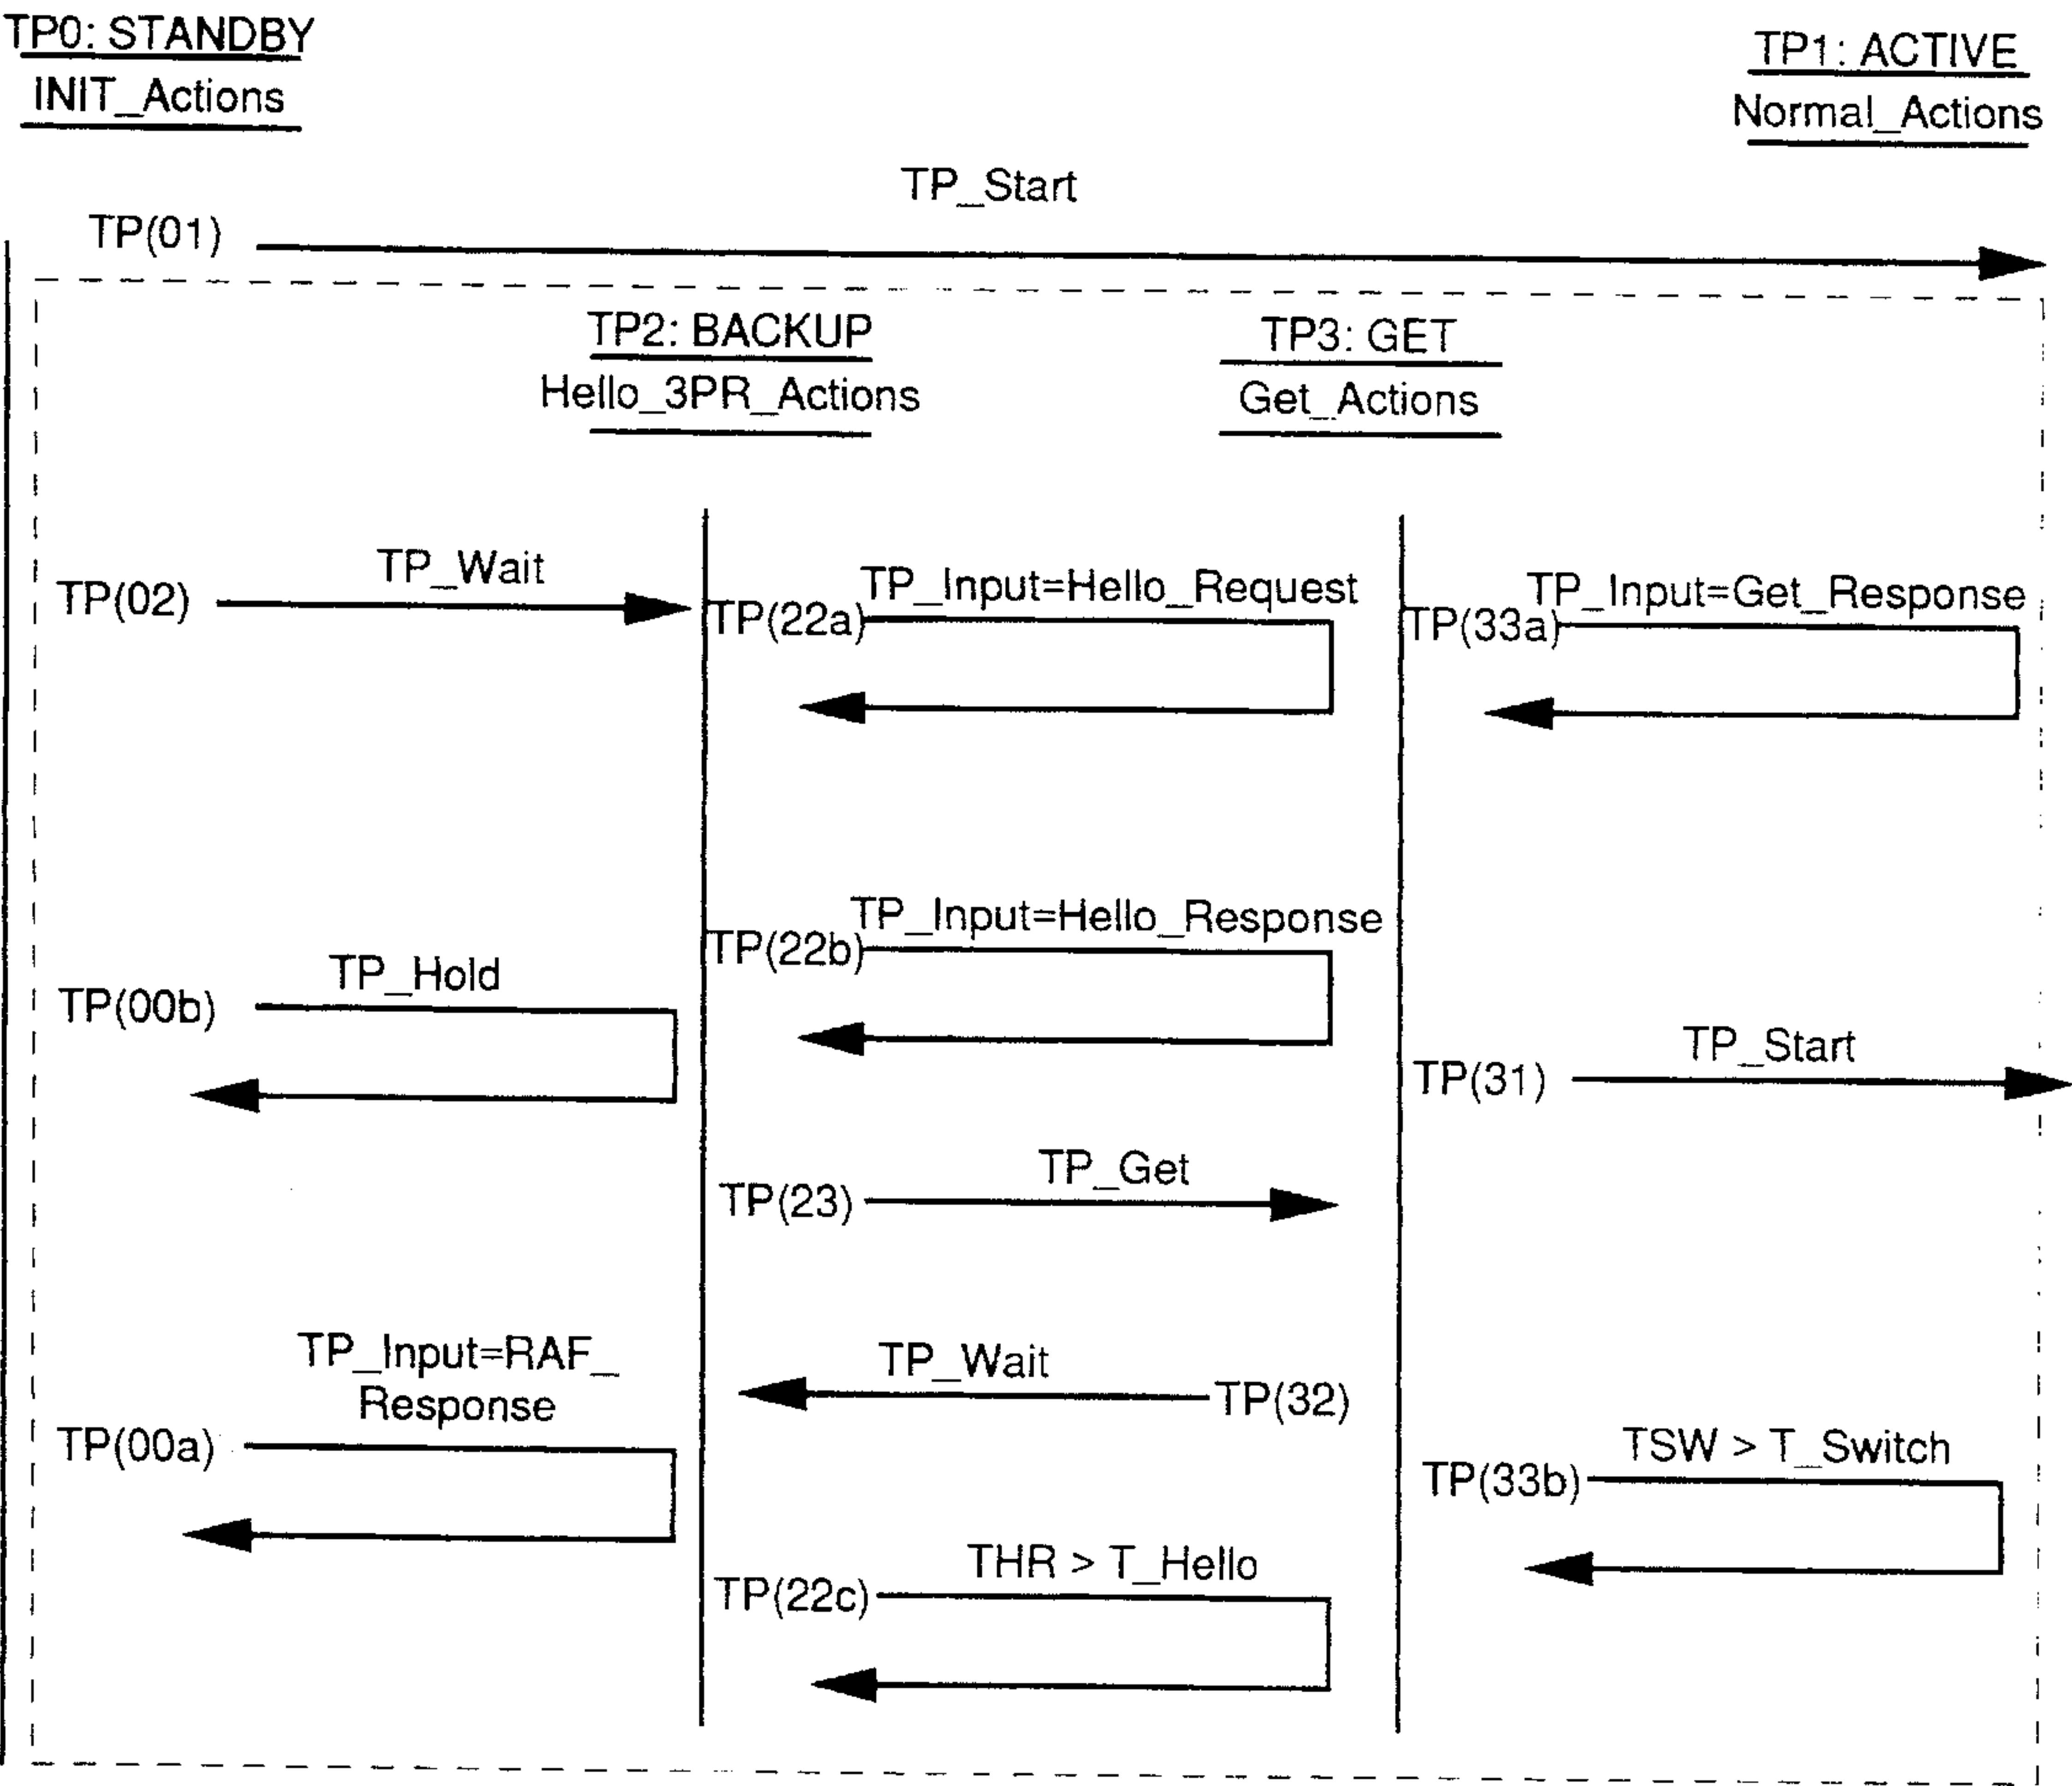 TP0: STANDBY
INIT_Actions
TP1: ACTIVE
Normal_Actions
TP_Start
TP(01)
TP2: BACKUP
Hello_3PR_Actions
TP3: GET
Get_Actions
TP_Wait
TP(02)
TP_Input=Hello_Request
TP(22a)
TP_Input=Get_Response
TP(33a)
TP_Input=Hello_Response
TP(22b)
TP_Hold
TP(00b)
TP_Start
TP(31)
TP_Get
TP(23)
TP_Wait
TP(32)
TP_Input=RAF_
Response
TP(00a)
TSW > T_Switch
TP(33b)
THR > T_Hello
TP(22c)